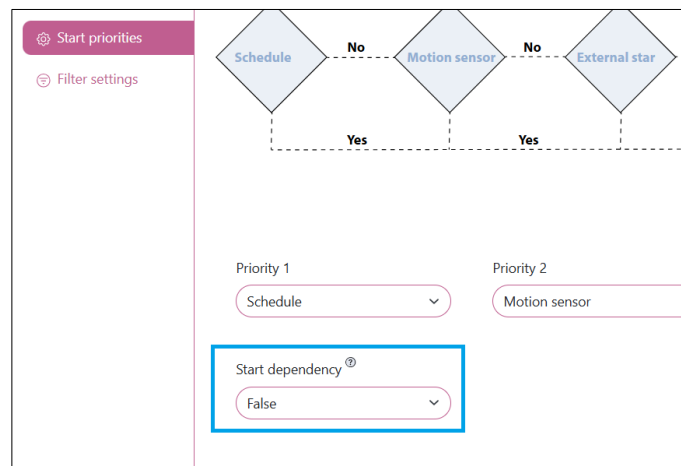 Start priorities
Filter settings
Schedule
No
Motion sensor
No
External star
Yes
Yes
Priority 1
Priority 2
Schedule
Motion sensor
Start dependency ?
False